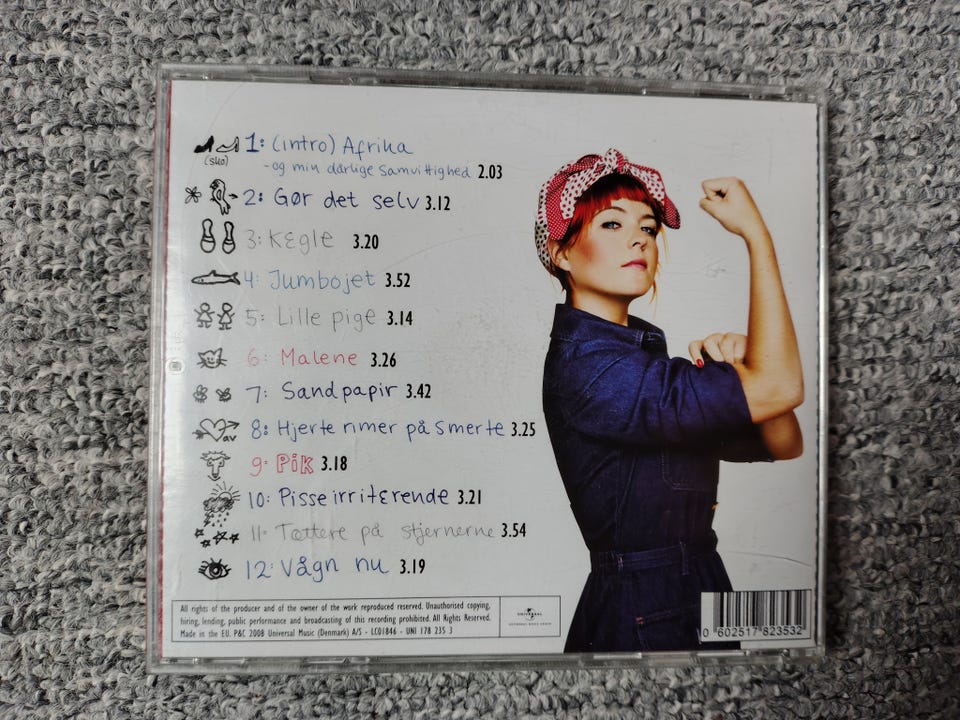 1: (intro) Afrika
(sko)
- og min dårlige samvittighed 2.03
2: Gør det selv 3.12
3: Kegle 3.20
4: Jumbojet 3.52
5: Lille pige 3.14
6: Malene 3.26
7: Sandpapir 3.42
av
8: Hjerte rimer på smerte 3.25
9: Pik 3.18
10: Pisseirriterende 3.21
11: Tættere på stjernerne 3.54
12: Vågn nu 3.19
All rights of the producer and of the owner of the work reproduced reserved. Unauthorised copying,
hiring, lending, public performance and broadcasting of this recording prohibited. All Rights Reserved.
Made in the EU. P&C 2008 Universal Music (Denmark) A/S - LC01846 - UNI 178 235 3
UNIVERSAL
0 602517 823532